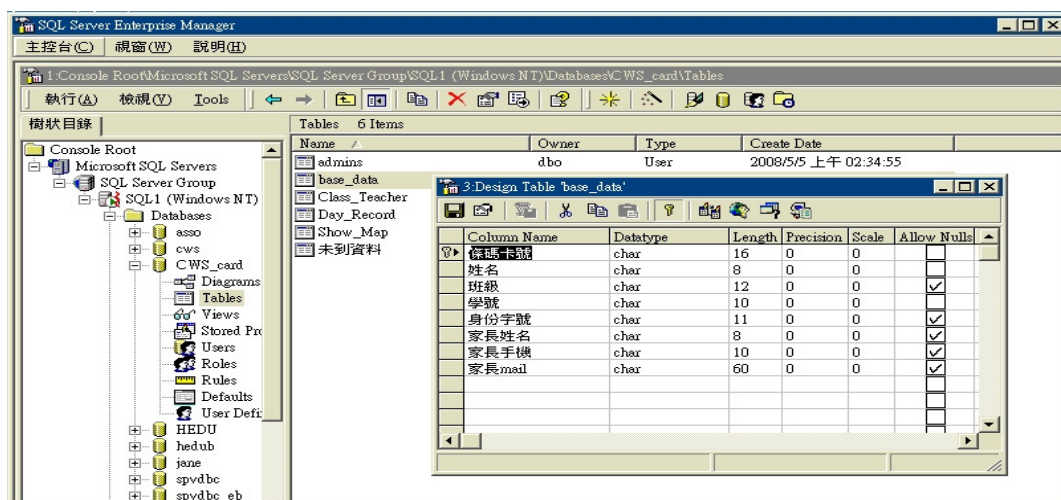 SQL Server Enterprise Manager
主控台(C) 視窗(W) 說明(H)
1:Console Root\Microsoft SQL Servers\SQL Server Group\SQL1 (Windows NT)\Databases\CWS_card\Tables
執行(A) 檢視(V) Tools
樹狀目錄
Tables 6 Items
Console Root
Microsoft SQL Servers
SQL Server Group
SQL1 (Windows NT)
Databases
asso
cws
CWS_card
Diagrams
Tables
Views
Stored Pro
Users
Roles
Rules
Defaults
User Defi
HEDU
hedub
jane
spvdbc
spvdbc_eb
Name Owner Type Create Date
admins dbo User 2008/5/5 上午 02:34:55
base_data
Class_Teacher
Day_Record
Show_Map
未到資料
3:Design Table 'base_data'
Column Name Datatype Length Precision Scale Allow Nulls
條碼卡號 char 16 0 0
姓名 char 8 0 0
班級 char 12 0 0
學號 char 10 0 0
身份字號 char 11 0 0
家長姓名 char 8 0 0
家長手機 char 10 0 0
家長mail char 60 0 0